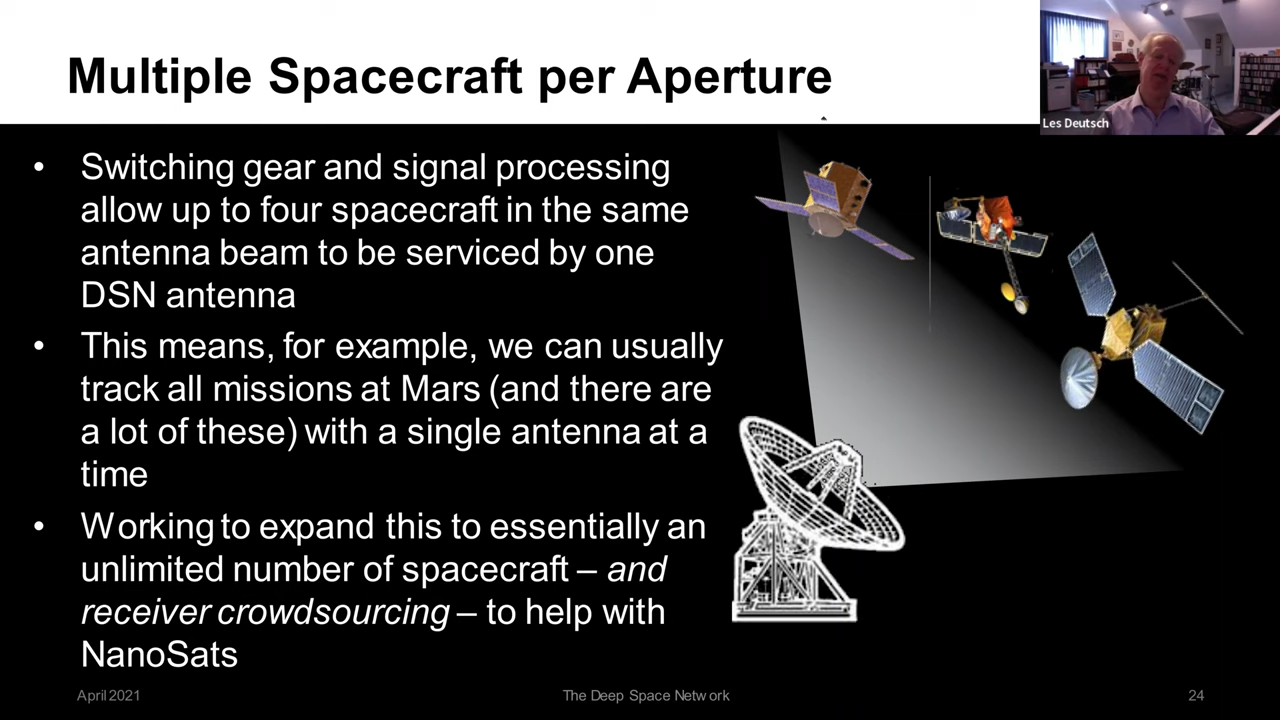 Multiple Spacecraft per Aperture
Les Deutsch
• Switching gear and signal processing
allow up to four spacecraft in the same
antenna beam to be serviced by one
DSN antenna
• This means, for example, we can usually
track all missions at Mars (and there are
a lot of these) with a single antenna at a
time
• Working to expand this to essentially an
unlimited number of spacecraft – and
receiver crowdsourcing – to help with
NanoSats
April 2021
The Deep Space Network
24